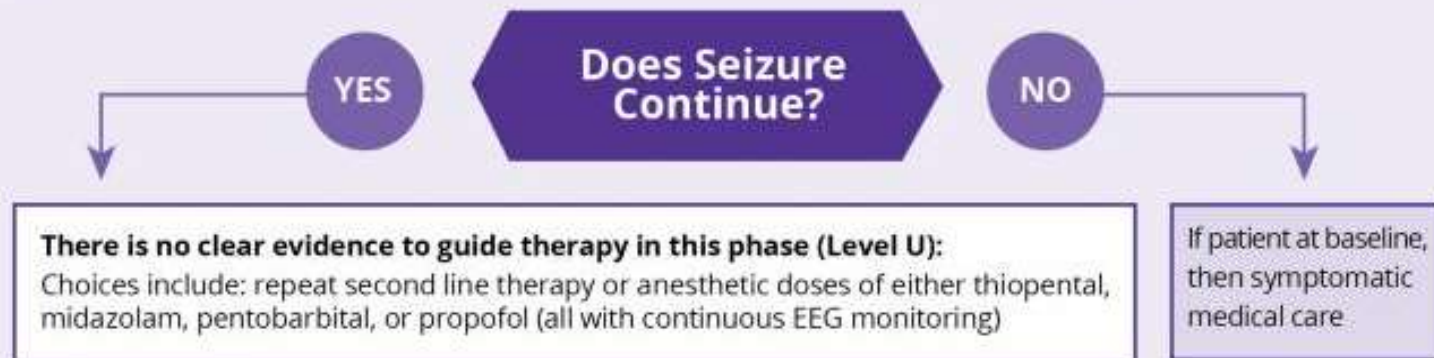 Does Seizure
Continue?
YES
NO
There is no clear evidence to guide therapy in this phase (Level U):
Choices include: repeat second line therapy or anesthetic doses of either thiopental,
midazolam, pentobarbital, or propofol (all with continuous EEG monitoring)
If patient at baseline,
then symptomatic
medical care